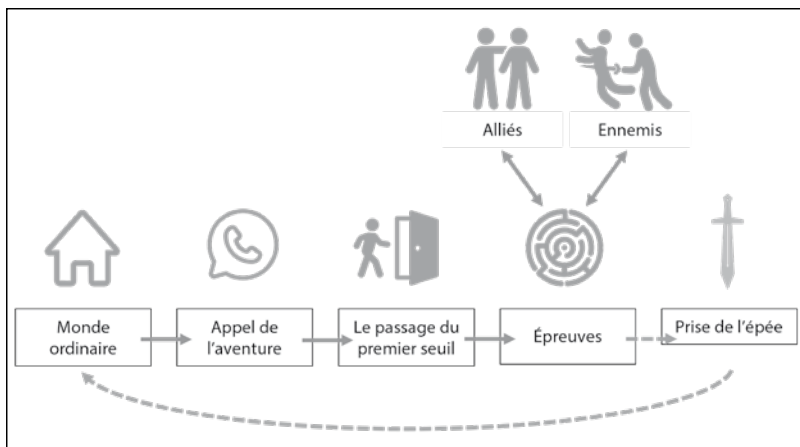 Alliés
Ennemis
Monde
ordinaire
Appel de
l'aventure
Le passage du
premier seuil
Épreuves
Prise de l'épée